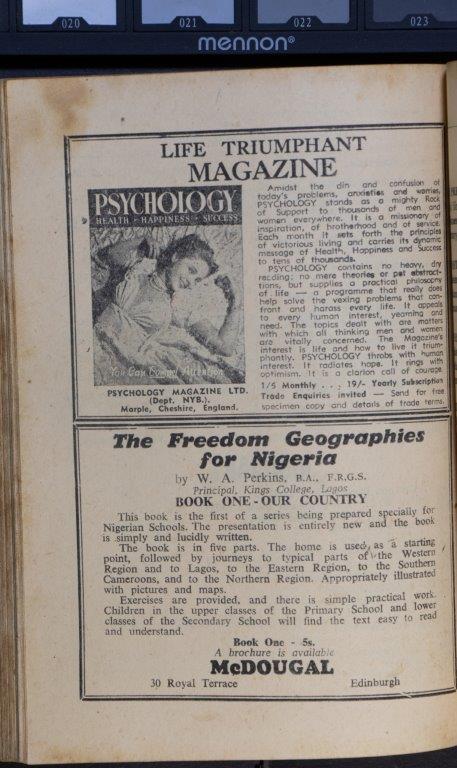 020 021 022 023
mennon®
LIFE TRIUMPHANT
MAGAZINE
PSYCHOLOGY
HEALTH · HAPPINESS · SUCCESS
You Can Control Attention
PSYCHOLOGY MAGAZINE LTD.
(Dept. NYB.).
Marple, Cheshire, England.
Amidst the din and confusion of
today's problems, anxieties and worries,
PSYCHOLOGY stands as a mighty Rock
of Support to thousands of men and
women everywhere. It is a missionary of
inspiration, of brotherhood and of service.
Each month it sets forth the principles
of victorious living and carries its dynamic
message of Health, Happiness and Success
to tens of thousands.
PSYCHOLOGY contains no heavy, dry
reading: no mere theories or pet abstract-
tions, but supplies a practical philosophy
of life — a programme that really does
help solve the vexing problems that con-
front and harass every life. It appeals
to every human interest, yearning and
need. The topics dealt with are matters
with which all thinking men and women
are vitally concerned. The Magazine's
interest is life and how to live it trium-
phantly. PSYCHOLOGY throbs with human
interest. It radiates hope. It rings with
optimism. It is a clarion call of courage.
1/5 Monthly . . ; 19/- Yearly Subscription
Trade Enquiries invited — Send for free
specimen copy and details of trade terms.
The Freedom Geographies
for Nigeria
by W. A. Perkins, B.A., F.R.G.S.
Principal, Kings College, Lagos
BOOK ONE - OUR COUNTRY
This book is the first of a series being prepared specially for
Nigerian Schools. The presentation is entirely new and the book
is simply and lucidly written.
The book is in five parts. The home is used, as a starting
point, followed by journeys to typical parts of the Western
Region and to Lagos, to the Eastern Region, to the Southern
Cameroons, and to the Northern Region. Appropriately illustrated
with pictures and maps.
Exercises are provided, and there is simple practical work.
Children in the upper classes of the Primary School and lower
classes of the Secondary School will find the text easy to read
and understand.
Book One - 5s.
A brochure is available
McDOUGAL
30 Royal Terrace Edinburgh